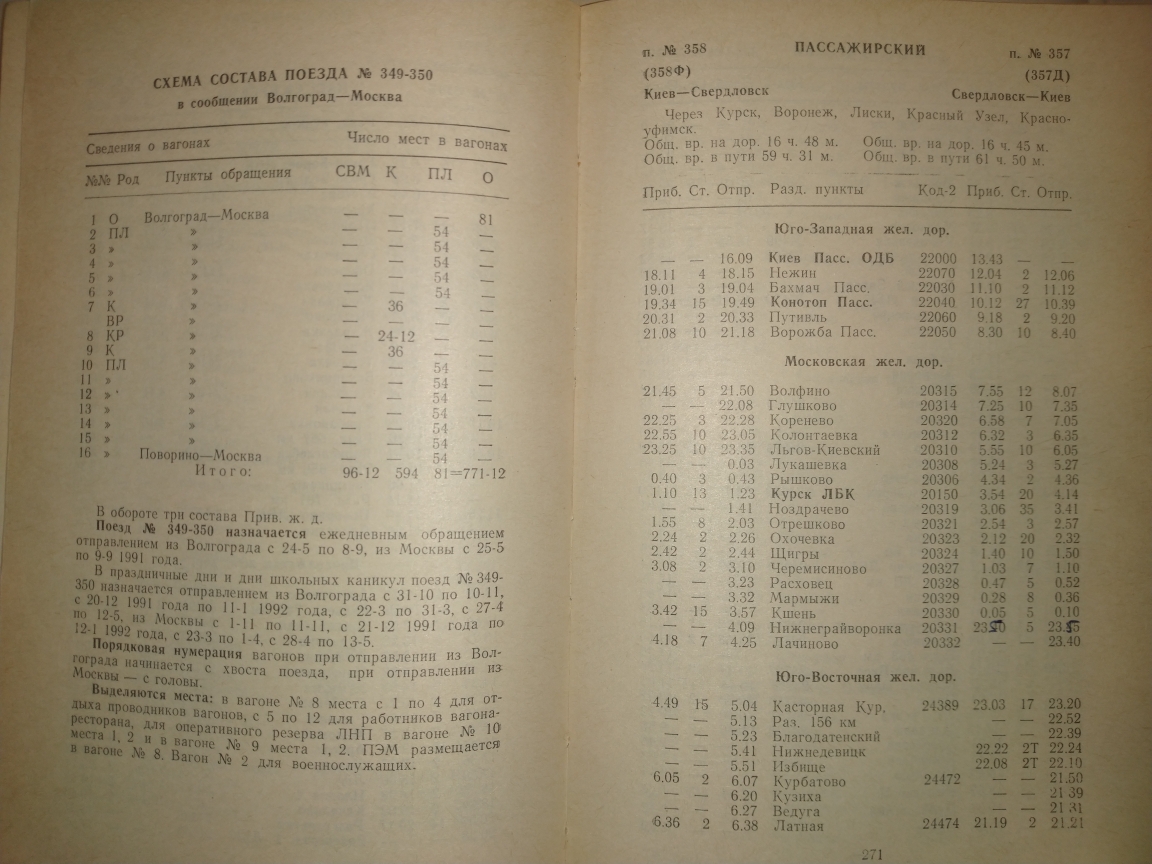 СХЕМА СОСТАВА ПОЕЗДА № 349-350
в сообщении Волгоград—Москва
Сведения о вагонах Число мест в вагонах
№№ Род Пункты обращения СВМ К ПЛ О
1 О Волгоград—Москва — — — 81
2 ПЛ » — — 54 —
3 » » — — 54 —
4 » » — — 54 —
5 » » — — 54 —
6 » » — — 54 —
7 К » — 36 — —
ВР » — — — —
8 КР » — 24-12 — —
9 К » — 36 — —
10 ПЛ » — — 54 —
11 » » — — 54 —
12 » » — — 54 —
13 » » — — 54 —
14 » » — — 54 —
15 » » — — 54 —
16 » Поворино—Москва — — 54 —
Итого: 96-12 594 81=771-12
В обороте три состава Прив. ж. д.
Поезд № 349-350 назначается ежедневным обращением
отправлением из Волгограда с 24-5 по 8-9, из Москвы с 25-5
по 9-9 1991 года.
В праздничные дни и дни школьных каникул поезд № 349-
350 назначается отправлением из Волгограда с 31-10 по 10-11,
с 20-12 1991 года по 11-1 1992 года, с 22-3 по 31-3, с 27-4
по 12-5, из Москвы с 1-11 по 11-11, с 21-12 1991 года по
12-1 1992 года, с 23-3 по 1-4, с 28-4 по 13-5.
Порядковая нумерация вагонов при отправлении из Вол-
гограда начинается с хвоста поезда, при отправлении из
Москвы — с головы.
Выделяются места: в вагоне № 8 места с 1 по 4 для от-
дыха проводников вагонов, с 5 по 12 для работников вагона-
ресторана, для оперативного резерва ЛНП в вагоне № 10
места 1, 2 и в вагоне № 9 места 1, 2. ПЭМ размещается
в вагоне № 8. Вагон № 2 для военнослужащих.
п. № 358 ПАССАЖИРСКИЙ п. № 357
(358Ф) (357Д)
Киев—Свердловск Свердловск—Киев
Через Курск, Воронеж, Лиски, Красный Узел, Красно-
уфимск.
Общ. вр. на дор. 16 ч. 48 м. Общ. вр. на дор. 16 ч. 45 м.
Общ. вр. в пути 59 ч. 31 м. Общ. вр. в пути 61 ч. 50 м.
Приб. Ст. Отпр. Разд. пункты Код-2 Приб. Ст. Отпр.
Юго-Западная жел. дор.
— — 16.09 Киев Пасс. ОДБ 22000 13.43 — —
18.11 4 18.15 Нежин 22070 12.04 2 12.06
19.01 3 19.04 Бахмач Пасс. 22030 11.10 2 11.12
19.34 15 19.49 Конотоп Пасс. 22040 10.12 27 10.39
20.31 2 20.33 Путивль 22060 9.18 2 9.20
21.08 10 21.18 Ворожба Пасс. 22050 8.30 10 8.40
Московская жел. дор.
21.45 5 21.50 Волфино 20315 7.55 12 8.07
— — 22.08 Глушково 20314 7.25 10 7.35
22.25 3 22.28 Коренево 20320 6.58 7 7.05
22.55 10 23.05 Колонтаевка 20312 6.32 3 6.35
23.25 10 23.35 Льгов-Киевский 20310 5.55 10 6.05
— — 0.03 Лукашевка 20308 5.24 3 5.27
0.40 3 0.43 Рышково 20306 4.34 2 4.36
1.10 13 1.23 Курск ЛБК 20150 3.54 20 4.14
— — 1.41 Ноздрачево 20319 3.06 35 3.41
1.55 8 2.03 Отрешково 20321 2.54 3 2.57
2.24 2 2.26 Охочевка 20323 2.12 20 2.32
2.42 2 2.44 Щигры 20324 1.40 10 1.50
3.08 2 3.10 Черемисиново 20327 1.03 7 1.10
— — 3.23 Расховец 20328 0.47 5 0.52
— — 3.32 Мармыжи 20329 0.28 8 0.36
3.42 15 3.57 Кшень 20330 0.05 5 0.10
— — 4.09 Нижнеграйворонка 20331 5
4.18 7 4.25 Лачиново 20332 — — 23.40
Юго-Восточная жел. дор.
4.49 15 5.04 Касторная Кур. 24389 23.03 17 23.20
— — 5.13 Раз. 156 км — — 22.52
— — 5.23 Благодатенский — — 22.39
— — 5.41 Нижнедевицк 22.22 2Т 22.24
— — 5.51 Избище 22.08 2Т 22.10
6.05 2 6.07 Курбатово 24472 — — 21.50
— — 6.20 Кузиха — — 21 39
— — 6.27 Ведуга — — 21 31
6.36 2 6.38 Латная 24474 21.19 2 21.21
271